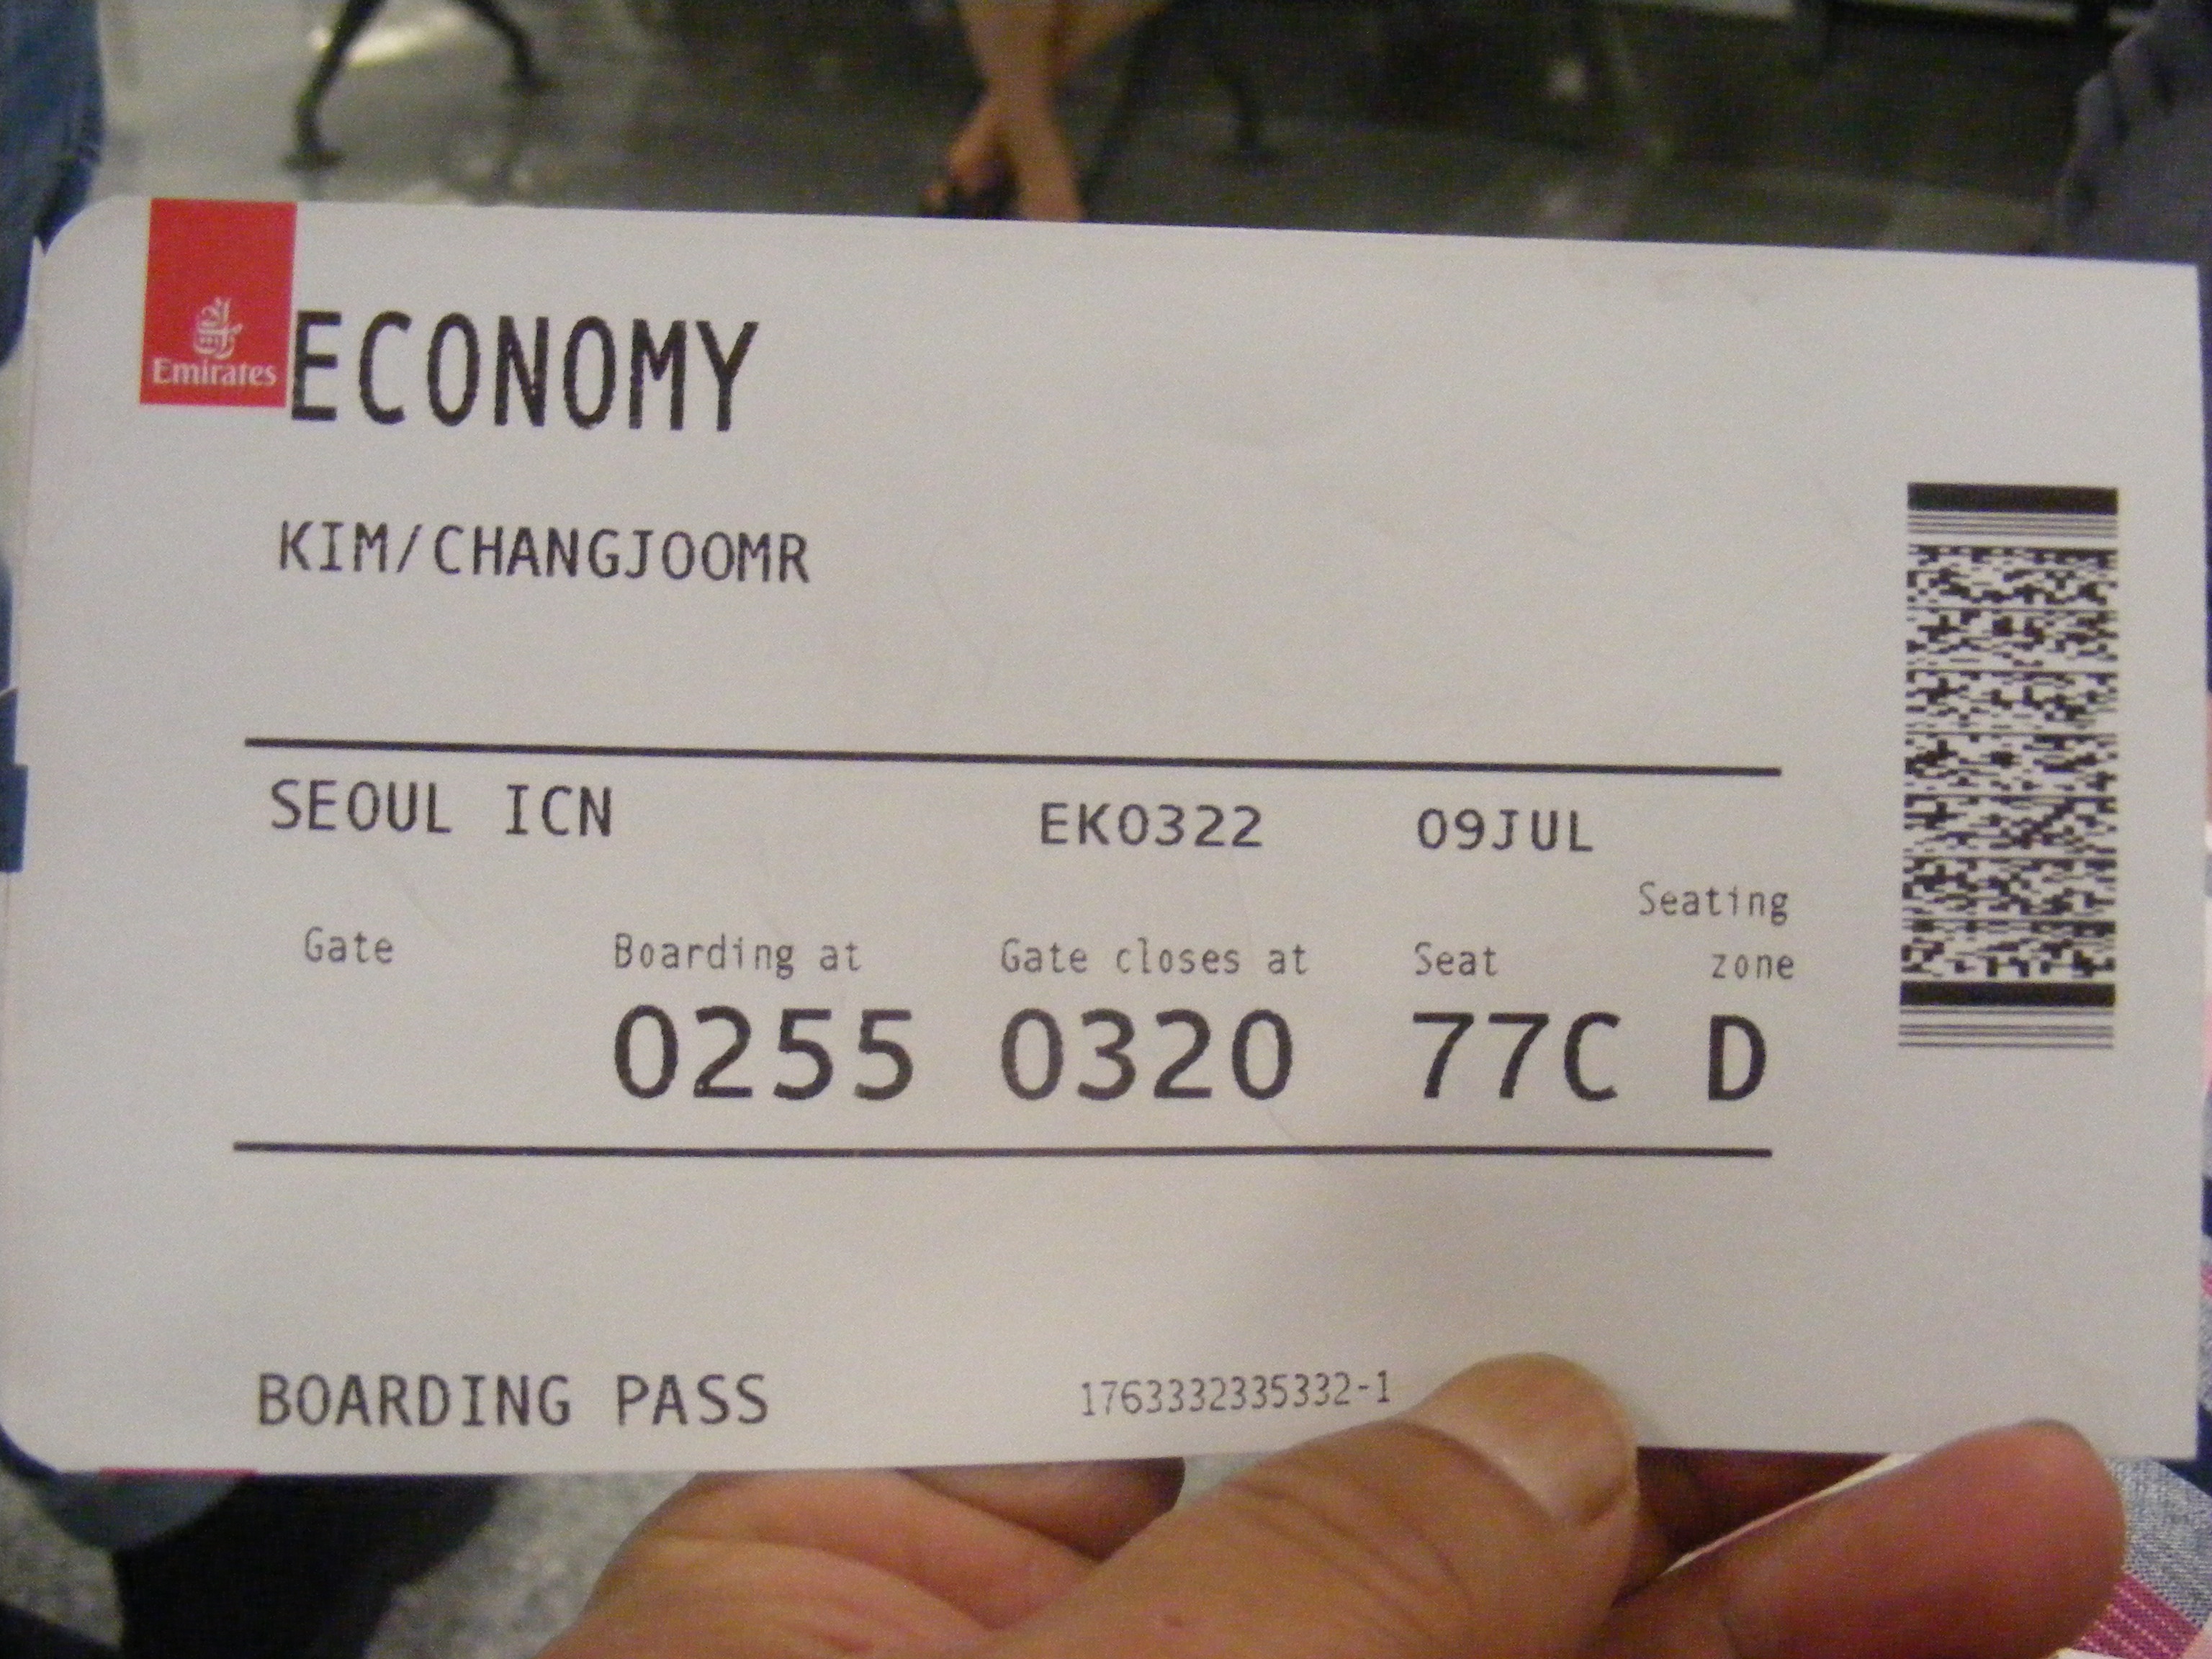 Emirates
ECONOMY
KIM/CHANGJOOMR
SEOUL ICN EK0322 09JUL
Gate Boarding at Gate closes at Seat Seating zone
0255 0320 77C D
BOARDING PASS 1763332335332-1